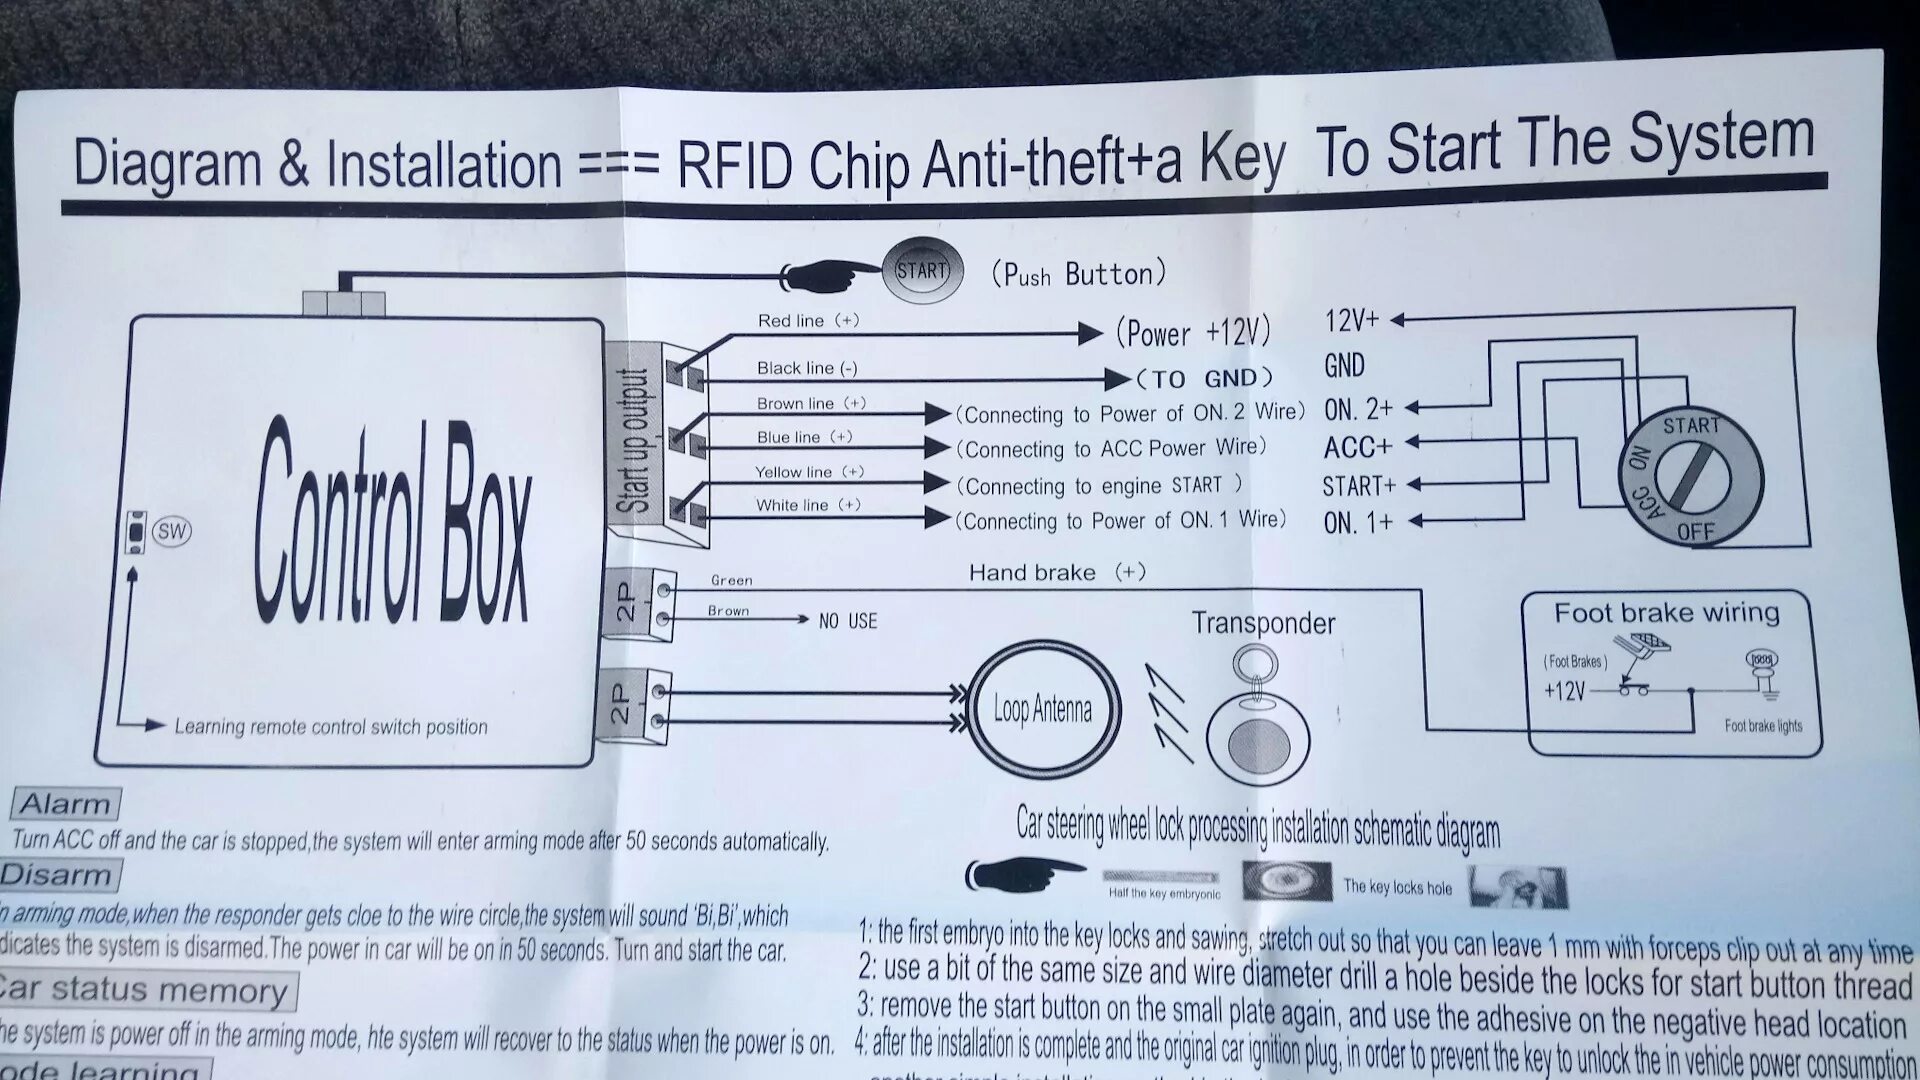 Diagram & Installation === RFID Chip Anti-theft+a Key To Start The System
START (Push Button)
Red line (+) (Power +12V) 12V+
Black line (-) (TO GND) GND
Brown line (+) (Connecting to Power of ON. 2 Wire) ON. 2+
Blue line (+) (Connecting to ACC Power Wire) ACC+
Yellow line (+) (Connecting to engine START ) START+
White line (+) (Connecting to Power of ON. 1 Wire) ON. 1+
START
ON
ACC
OFF
Start up output
Control Box
SW
Learning remote control switch position
2P
Green Hand brake (+)
Brown NO USE
2P
Loop Antenna
Transponder
Foot brake wiring
(Foot Brakes)
+12V
Foot brake lights
Alarm
Turn ACC off and the car is stopped,the system will enter arming mode after 50 seconds automatically.
Disarm
n arming mode,when the responder gets cloe to the wire circle,the system will sound 'Bi,Bi',which
dicates the system is disarmed.The power in car will be on in 50 seconds. Turn and start the car.
Car status memory
he system is power off in the arming mode, hte system will recover to the status when the power is on.
ode learning
Car steering wheel lock processing installation schematic diagram
Half the key embryonic
The key locks hole
1: the first embryo into the key locks and sawing, stretch out so that you can leave 1 mm with forceps clip out at any time
2: use a bit of the same size and wire diameter drill a hole beside the locks for start button thread
3: remove the start button on the small plate again, and use the adhesive on the negative head location
4: after the installation is complete and the original car ignition plug, in order to prevent the key to unlock the in vehicle power consumption